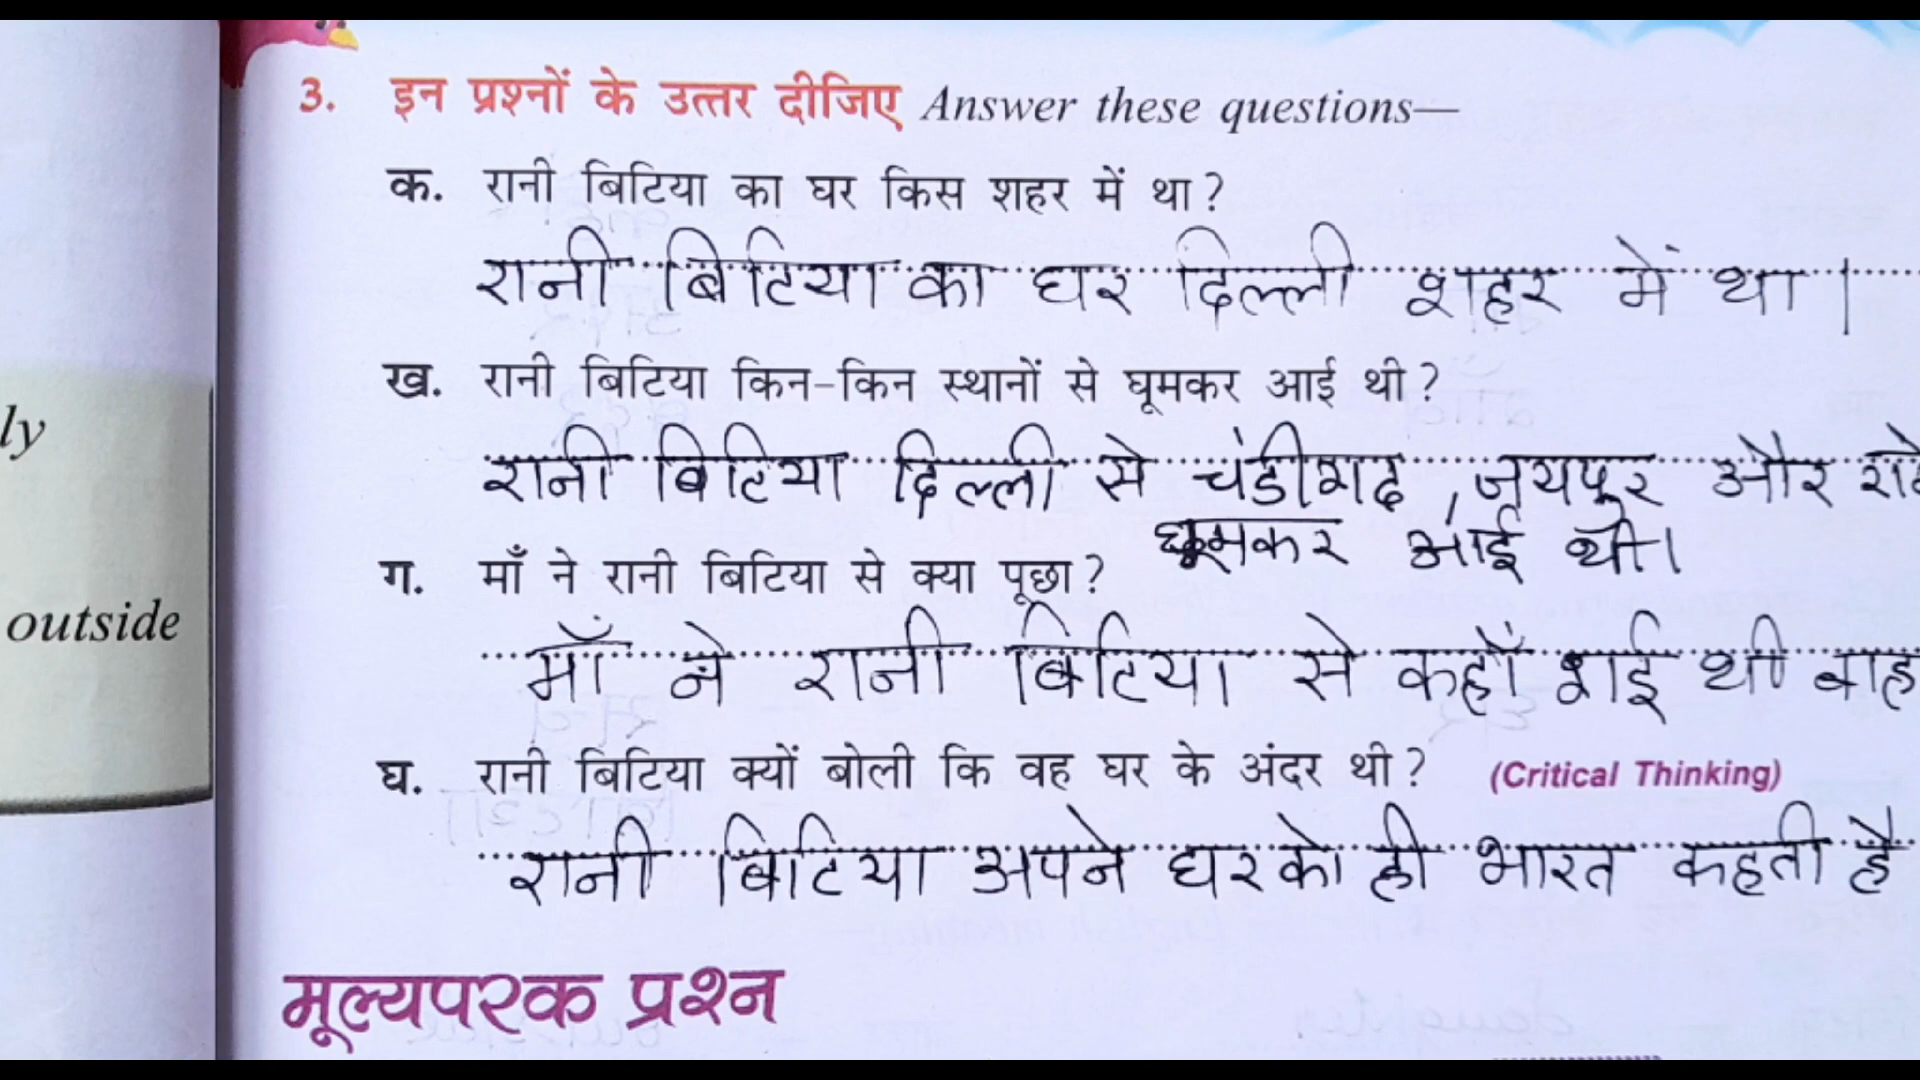 3. इन प्रश्नों के उत्तर दीजिए Answer these questions—
क. रानी बिटिया का घर किस शहर में था?
रानी बिटिया का घर दिल्ली शहर में था।
ख. रानी बिटिया किन-किन स्थानों से घूमकर आई थी?
रानी बिटिया दिल्ली से चंडीगढ, जयपुर और
घूमकर आई थी।
ग. माँ ने रानी बिटिया से क्या पूछा?
माँ ने रानी बिटिया से कहाँ गई थी
घ. रानी बिटिया क्यों बोली कि वह घर के अंदर थी? (Critical Thinking)
रानी बिटिया अपने घर को ही भारत कहती है
मूल्यपरक प्रश्न
ly
outside